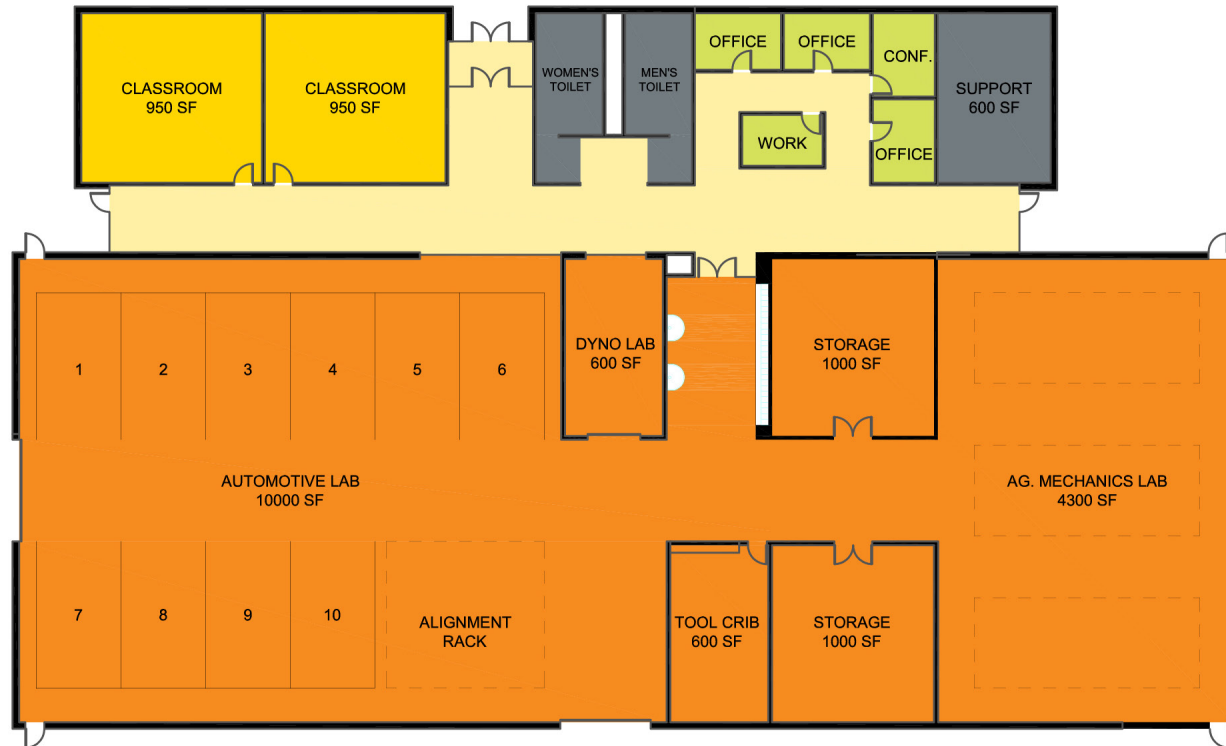 CLASSROOM
950 SF
CLASSROOM
950 SF
WOMEN'S
TOILET
MEN'S
TOILET
OFFICE
OFFICE
CONF.
SUPPORT
600 SF
WORK
OFFICE
DYNO LAB
600 SF
STORAGE
1000 SF
1
2
3
4
5
6
AUTOMOTIVE LAB
10000 SF
AG. MECHANICS LAB
4300 SF
7
8
9
10
ALIGNMENT
RACK
TOOL CRIB
600 SF
STORAGE
1000 SF